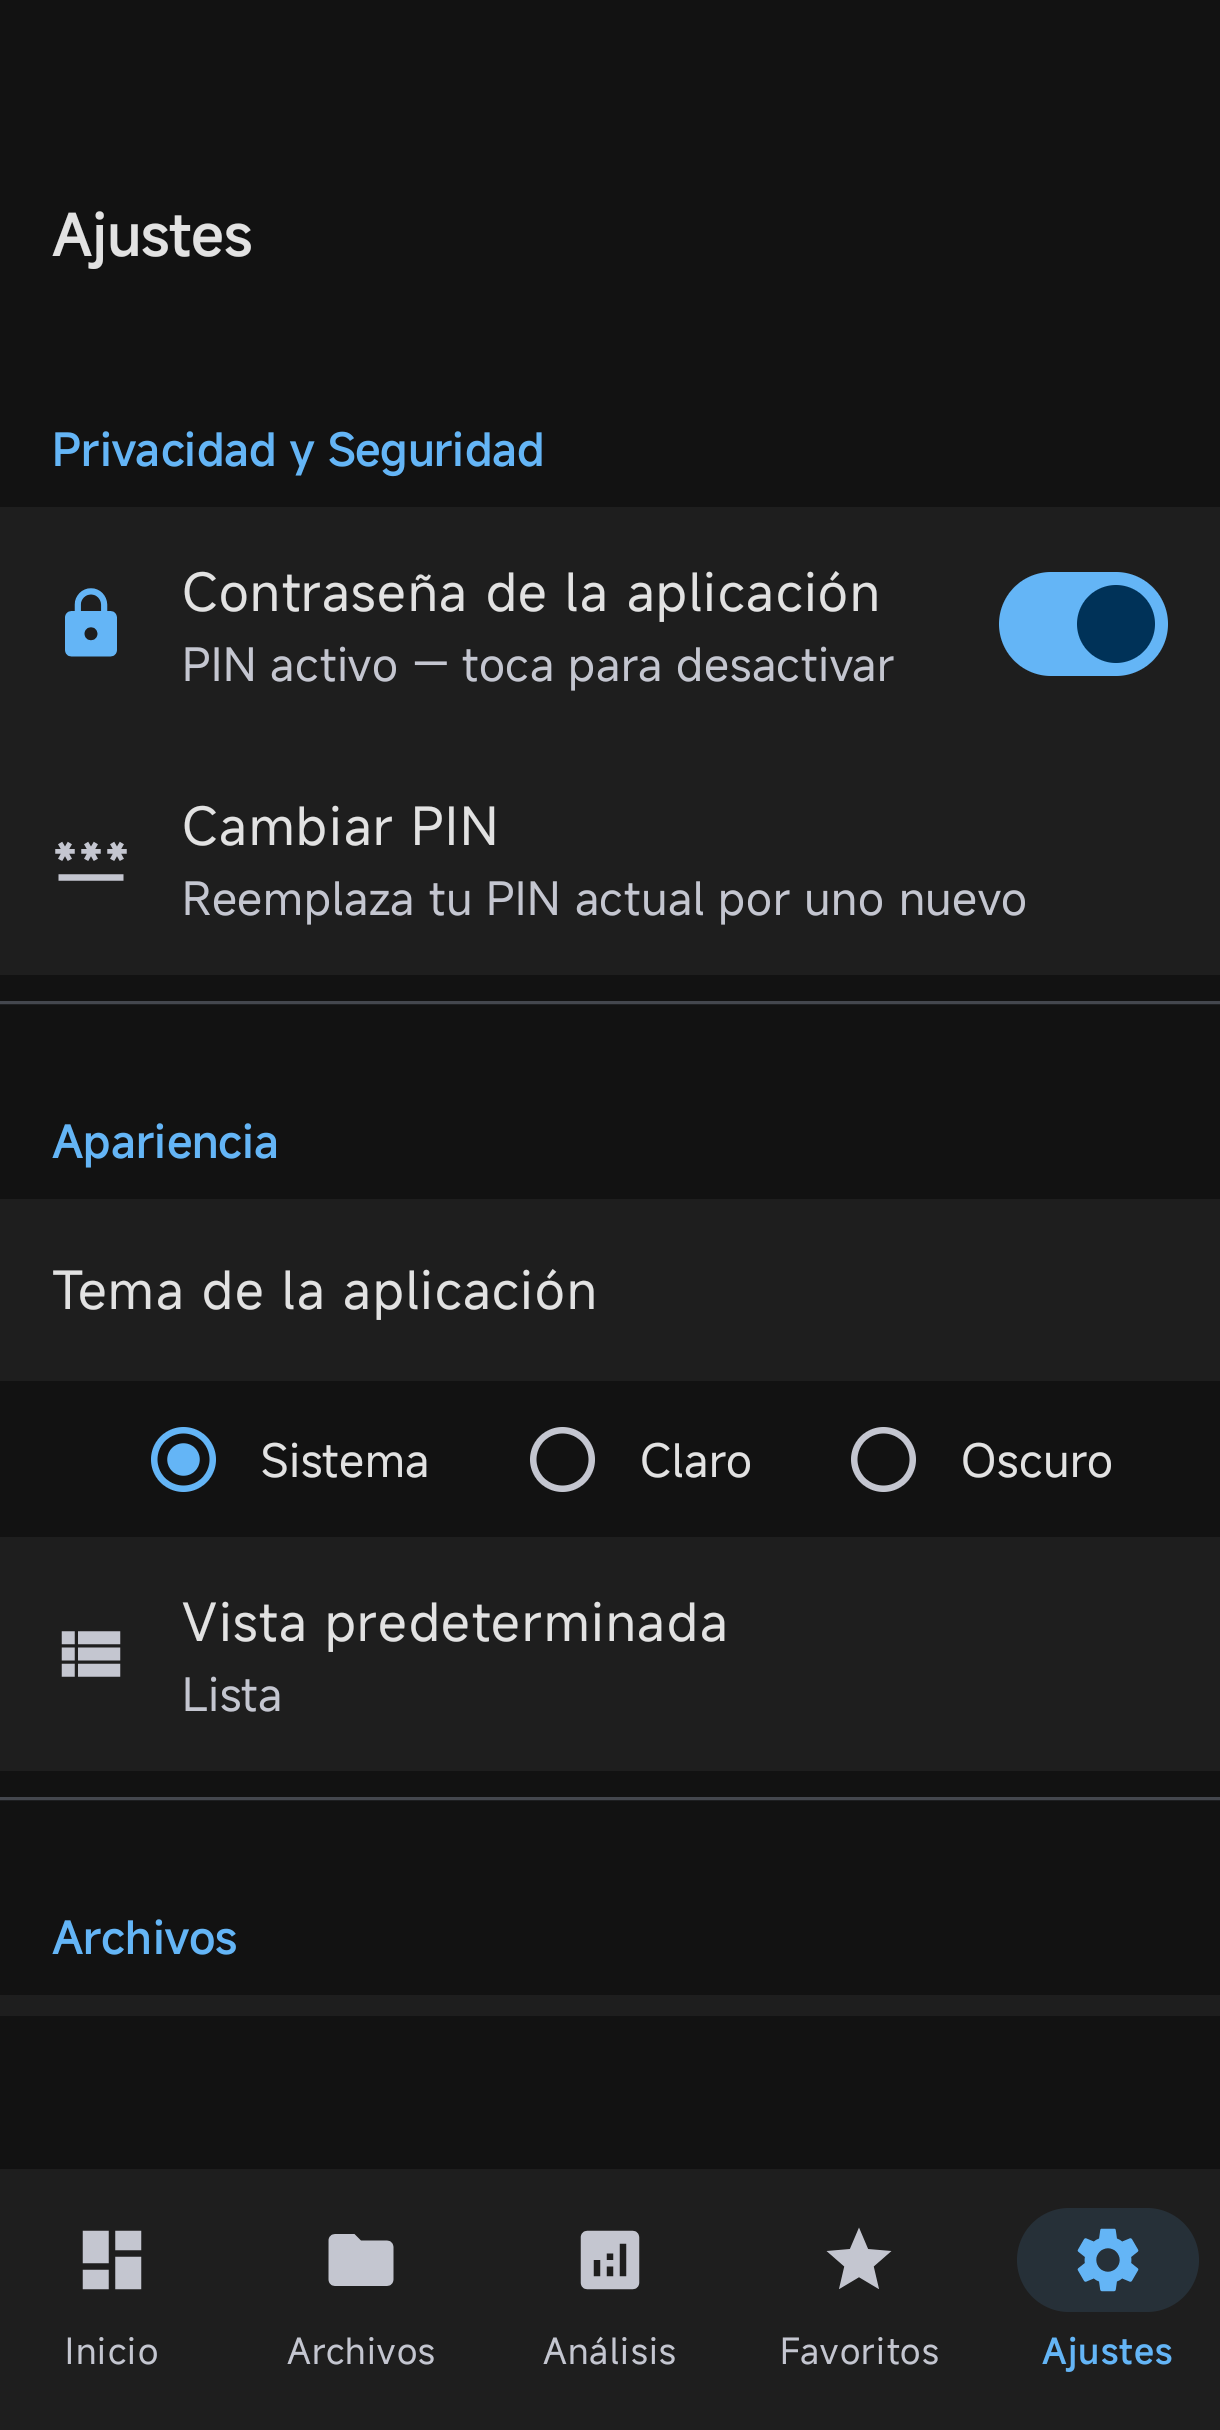 Ajustes
Privacidad y Seguridad
Contraseña de la aplicación
PIN activo — toca para desactivar
Cambiar PIN
Reemplaza tu PIN actual por uno nuevo
Apariencia
Tema de la aplicación
Sistema Claro Oscuro
Vista predeterminada
Lista
Archivos
Inicio Archivos Análisis Favoritos Ajustes